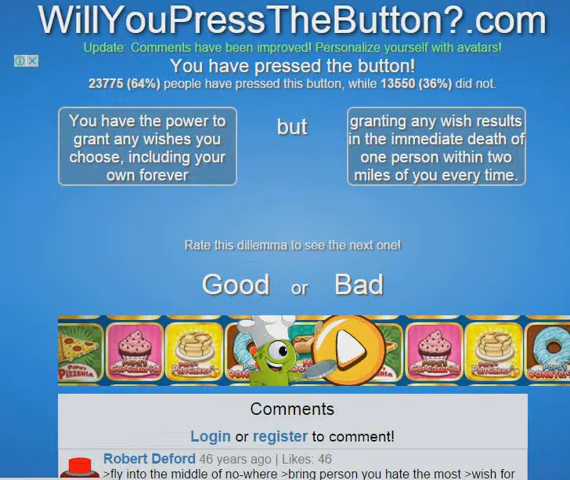 WillYouPressTheButton?.com
Update: Comments have been improved! Personalize yourself with avatars!
You have pressed the button!
23775 (64%) people have pressed this button, while 13550 (36%) did not.
You have the power to
grant any wishes you
choose, including your
own forever
but
granting any wish results
in the immediate death of
one person within two
miles of you every time.
Rate this dillemma to see the next one!
Good or Bad
Comments
Login or register to comment!
Robert Deford 46 years ago | Likes: 46
>fly into the middle of no-where >bring person you hate the most >wish for